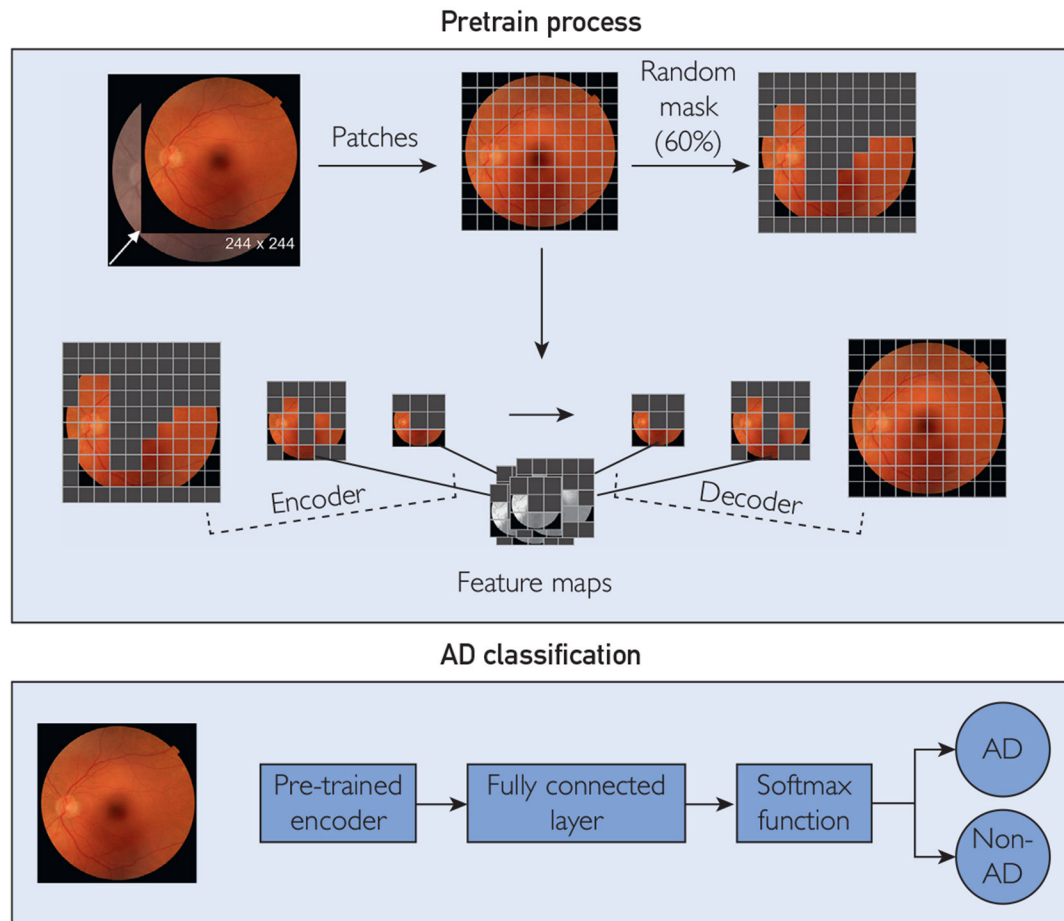 Pretrain process
Patches
Random
mask
(60%)
244 x 244
Encoder
Decoder
Feature maps
AD classification
Pre-trained
encoder
Fully connected
layer
Softmax
function
AD
Non-
AD